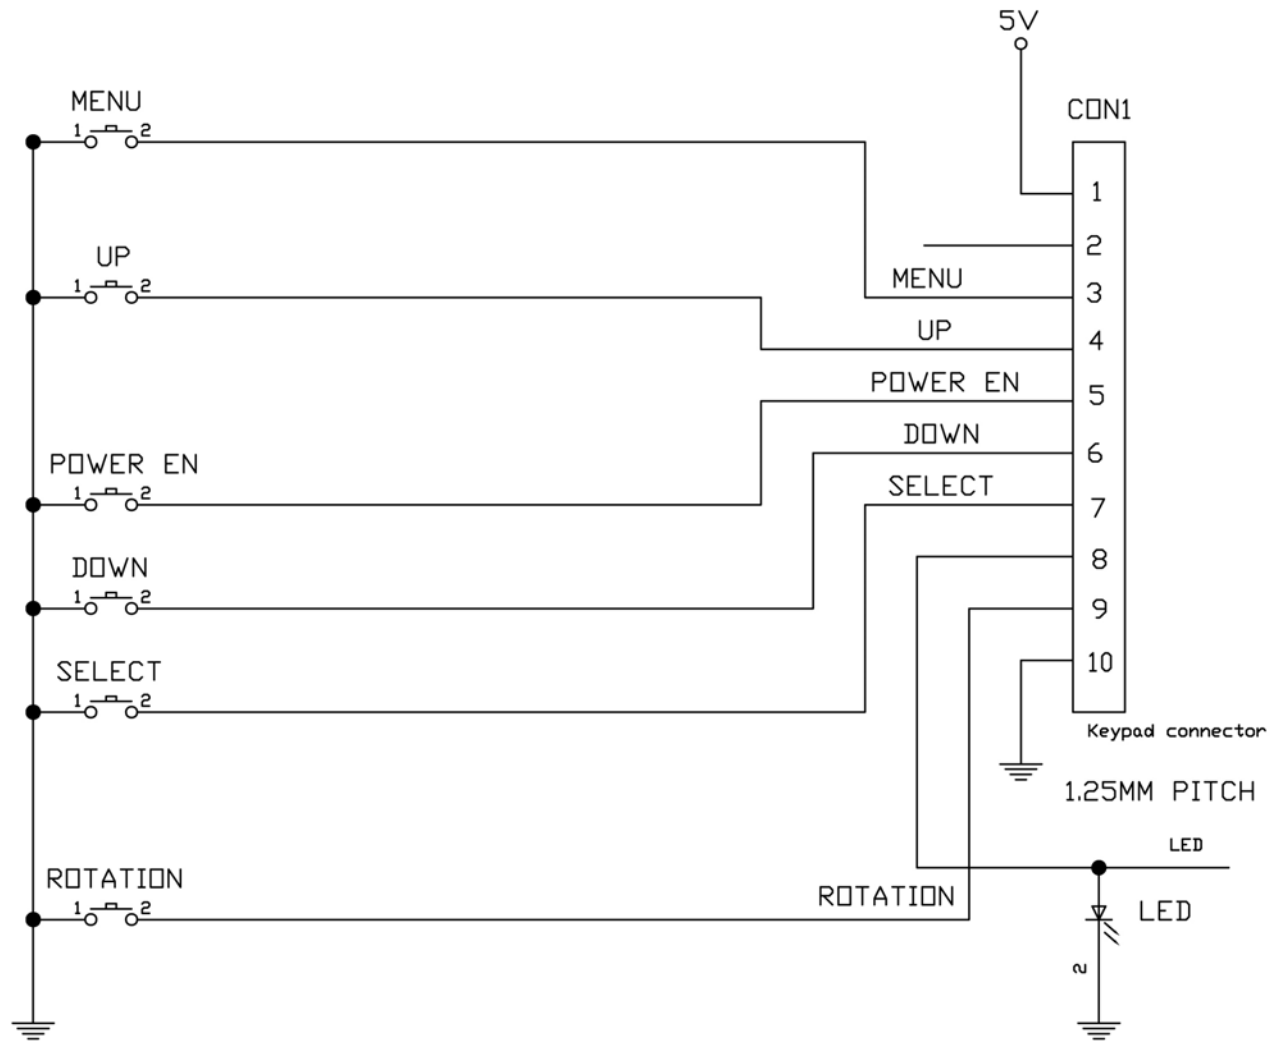 5V
CON1
MENU
1 2
1
UP
1 2
2
MENU
3
UP
4
POWER EN
5
DOWN
6
POWER EN
1 2
SELECT
7
DOWN
1 2
8
9
SELECT
1 2
10
Keypad connector
1.25MM PITCH
LED
ROTATION
1 2
ROTATION
LED
2